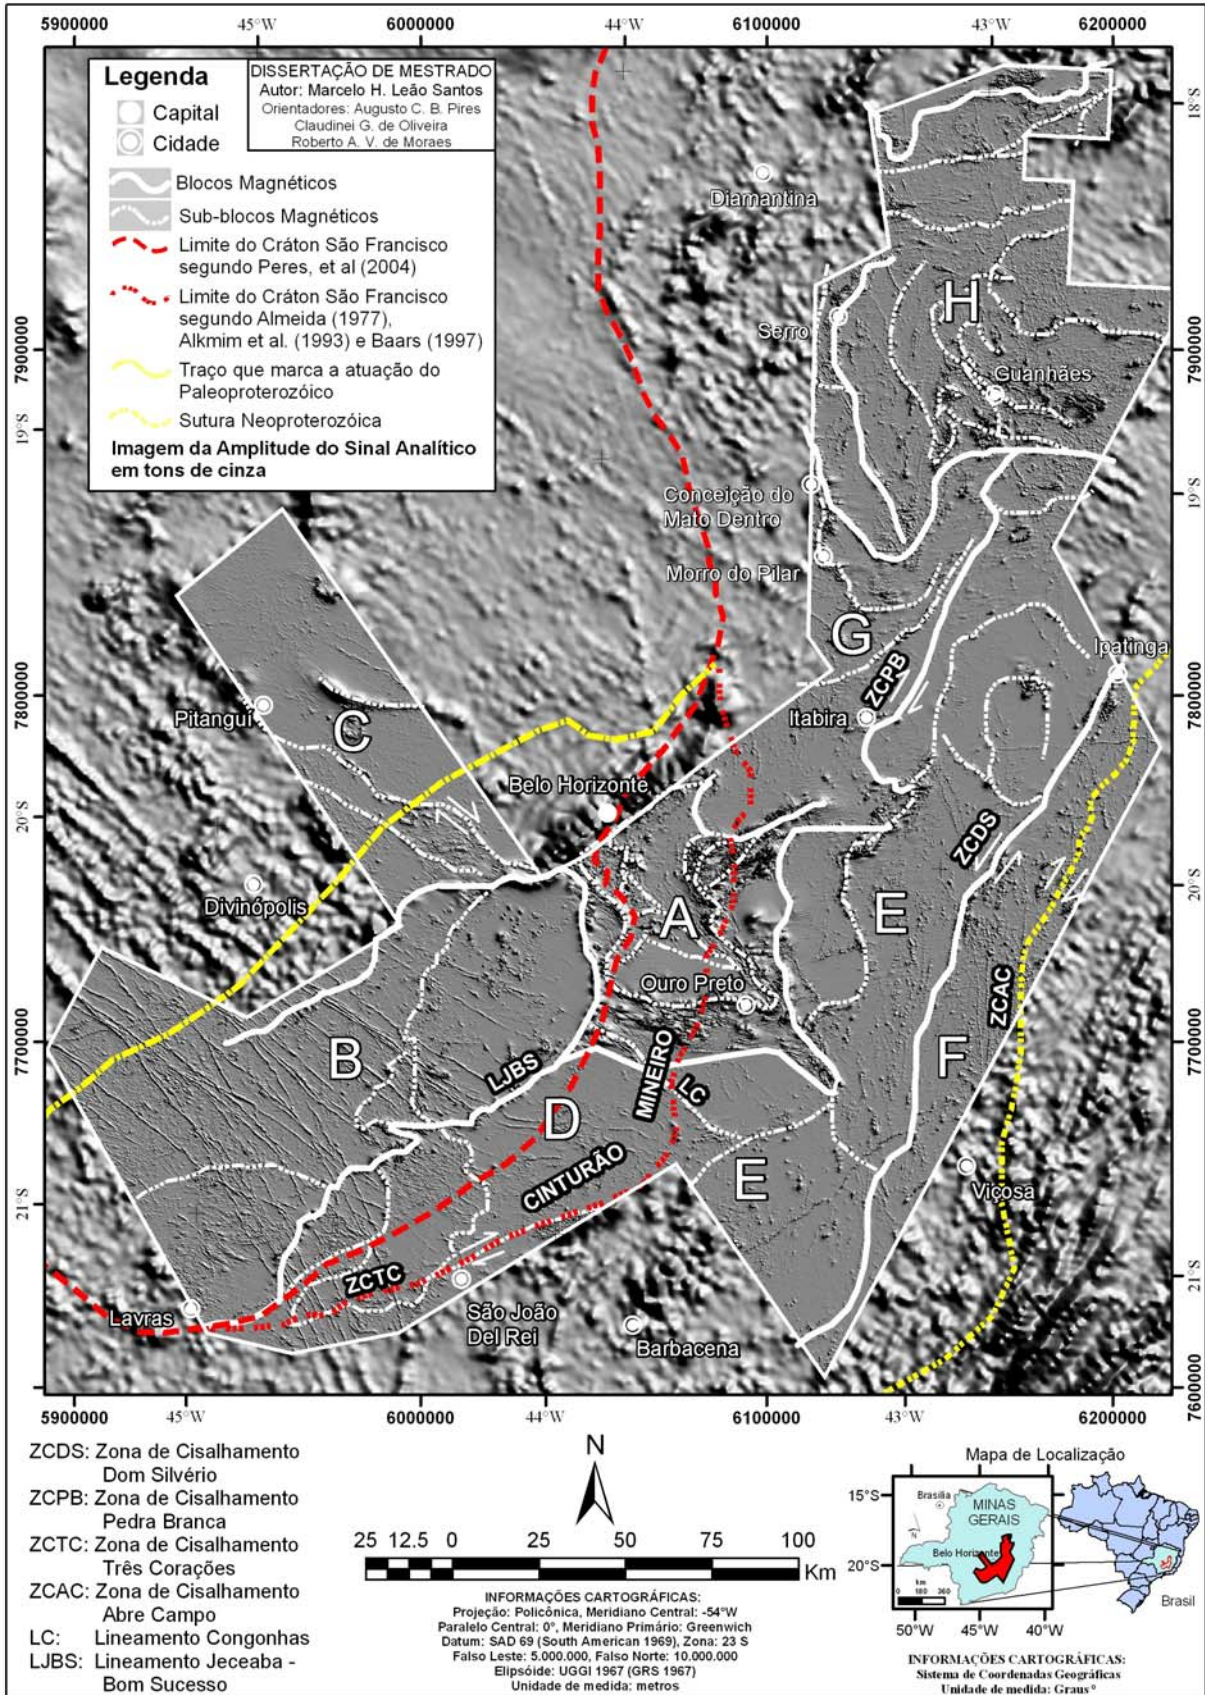 5900000
45°W
6000000
44°W
6100000
43°W
6200000
Legenda
Capital
Cidade
DISSERTAÇÃO DE MESTRADO
Autor: Marcelo H. Leão Santos
Orientadores: Augusto C. B. Pires
Claudinei G. de Oliveira
Roberto A. V. de Moraes
Blocos Magnéticos
Sub-blocos Magnéticos
Limite do Cráton São Francisco
segundo Peres, et al (2004)
Limite do Cráton São Francisco
segundo Almeida (1977),
Alkmim et al. (1993) e Baars (1997)
Traço que marca a atuação do
Paleoproterozóico
Sutura Neoproterozóica
Imagem da Amplitude do Sinal Analítico
em tons de cinza
18°S
Diamantina
H
Serro
7900000
7900000
Guanhães
19°S
Conceição do
Mato Dentro
19°S
Morro do Pilar
G
Ipatinga
ZCPB
7800000
7800000
Pitanguí
C
Itabira
Belo Horizonte
20°S
ZCDS
Divinópolis
20°S
A
E
Ouro Preto
ZCAC
7700000
7700000
B
LJBS
MINEIRO
F
LC
D
CINTURÃO
E
Viçosa
21°S
ZCTC
21°S
Lavras
São João
Del Rei
Barbacena
7600000
5900000
45°W
6000000
44°W
6100000
43°W
6200000
ZCDS: Zona de Cisalhamento
Dom Silvério
ZCPB: Zona de Cisalhamento
Pedra Branca
ZCTC: Zona de Cisalhamento
Três Corações
ZCAC: Zona de Cisalhamento
Abre Campo
LC: Lineamento Congonhas
LJBS: Lineamento Jeceaba -
Bom Sucesso
N
25 12.5 0 25 50 75 100
Km
INFORMAÇÕES CARTOGRÁFICAS:
Projeção: Policônica, Meridiano Central: -54°W
Paralelo Central: 0°, Meridiano Primário: Greenwich
Datum: SAD 69 (South American 1969), Zona: 23 S
Falso Leste: 5.000.000, Falso Norte: 10.000.000
Elipsóide: UGGI 1967 (GRS 1967)
Unidade de medida: metros
Mapa de Localização
15°S
20°S
Brasília
MINAS
GERAIS
Belo Horizonte
km
0 180 360
50°W 45°W 40°W
Brasil
INFORMAÇÕES CARTOGRÁFICAS:
Sistema de Coordenadas Geográficas
Unidade de medida: Graus °